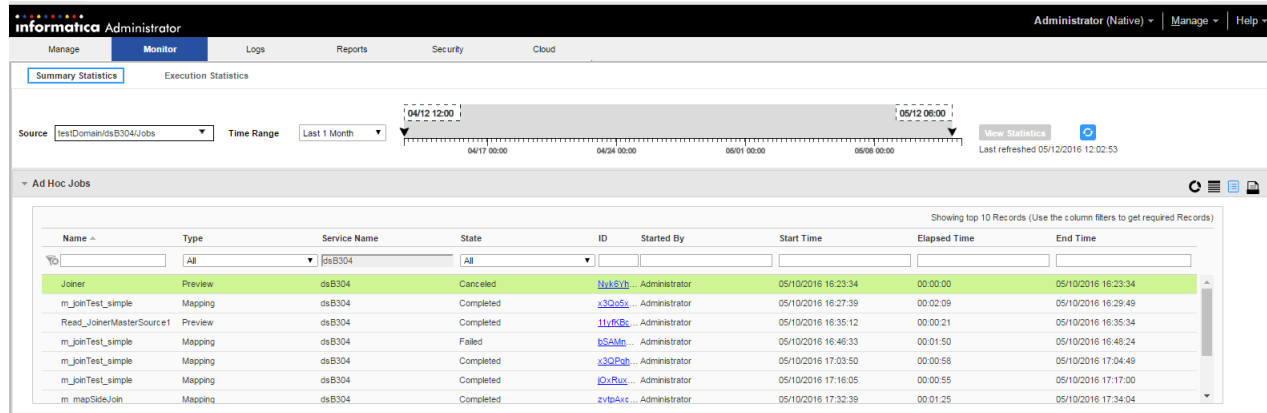 informatica Administrator Administrator (Native) Manage Help
Manage Monitor Logs Reports Security Cloud
Summary Statistics Execution Statistics
04/12 12:00 05/12 06:00
Source testDomain/dsB304/Jobs Time Range Last 1 Month View Statistics
04/17 00:00 04/24 00:00 05/01 00:00 05/08 00:00 Last refreshed 05/12/2016 12:02:53
Ad Hoc Jobs
Showing top 10 Records (Use the column filters to get required Records)
Name Type Service Name State ID Started By Start Time Elapsed Time End Time
All dsB304 All
Joiner Preview dsB304 Canceled Nyk6Yh... Administrator 05/10/2016 16:23:34 00:00:00 05/10/2016 16:23:34
m_joinTest_simple Mapping dsB304 Completed x3Qo5x... Administrator 05/10/2016 16:27:39 00:02:09 05/10/2016 16:29:49
Read_JoinerMasterSource1 Preview dsB304 Completed 11yfKBc... Administrator 05/10/2016 16:35:12 00:00:21 05/10/2016 16:35:34
m_joinTest_simple Mapping dsB304 Failed bSAMn... Administrator 05/10/2016 16:46:33 00:01:50 05/10/2016 16:48:24
m_joinTest_simple Mapping dsB304 Completed x3QPqh... Administrator 05/10/2016 17:03:50 00:00:58 05/10/2016 17:04:49
m_joinTest_simple Mapping dsB304 Completed jOxRux... Administrator 05/10/2016 17:16:05 00:00:55 05/10/2016 17:17:00
m_mapSideJoin Mapping dsB304 Completed zytpAxc... Administrator 05/10/2016 17:32:39 00:01:25 05/10/2016 17:34:04